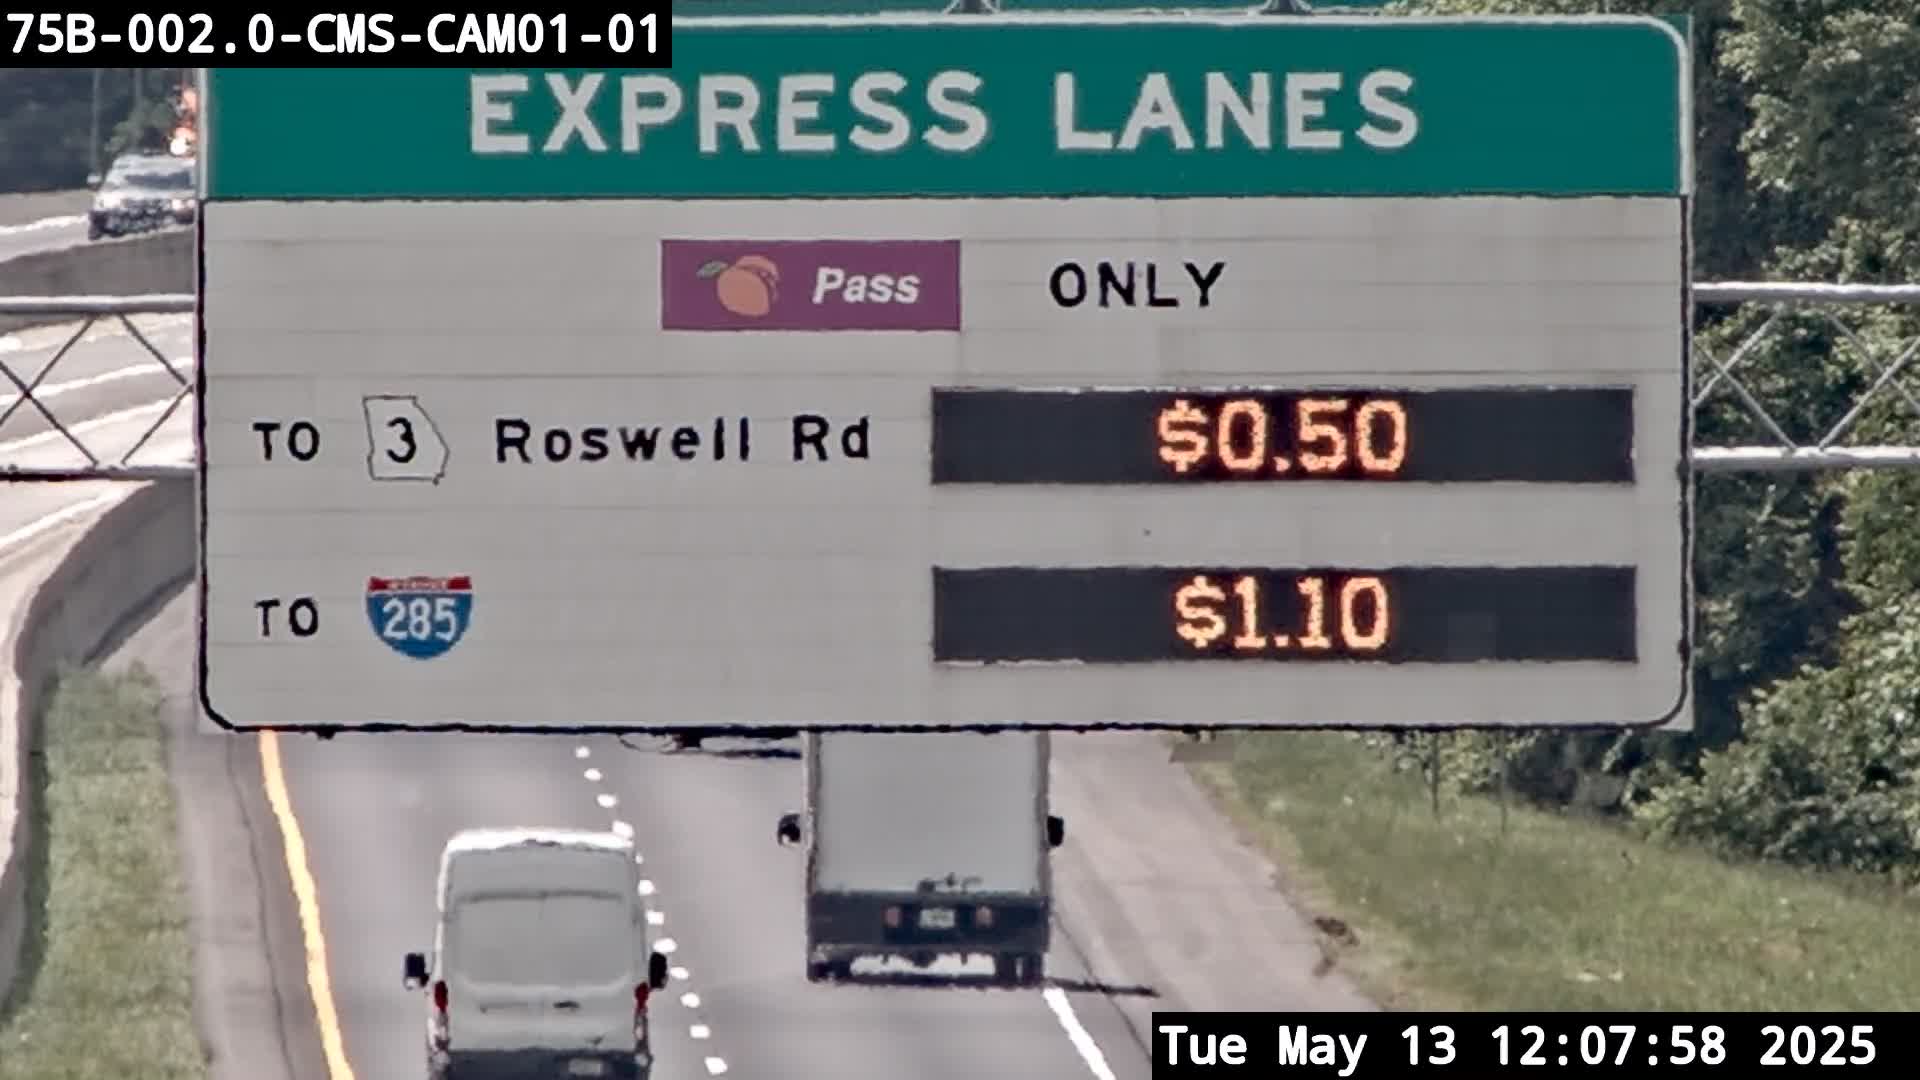 75B-002.0-CMS-CAM01-01
EXPRESS LANES
Pass ONLY
TO 3 Roswell Rd $0.50
TO 285 $1.10
Tue May 13 12:07:58 2025